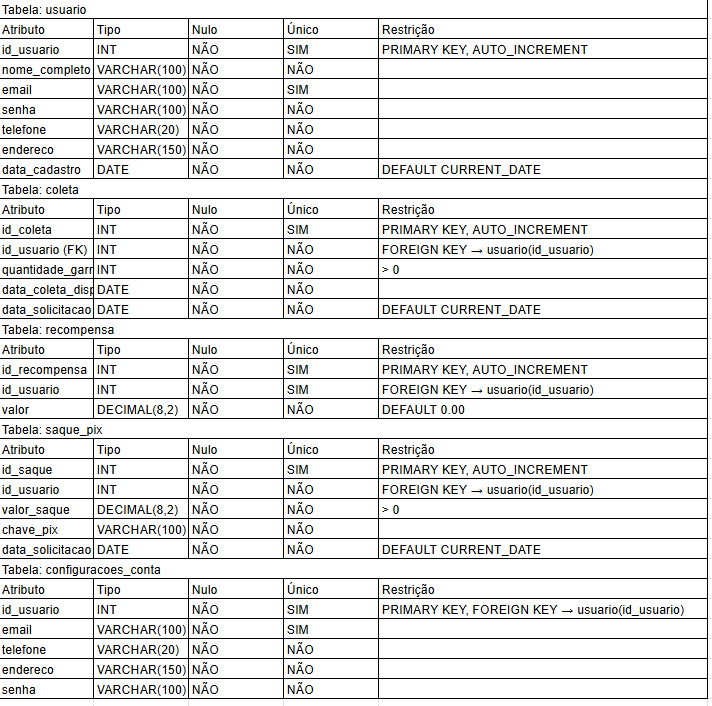 Tabela: usuario
Atributo Tipo Nulo Único Restrição
id_usuario INT NÃO SIM PRIMARY KEY, AUTO_INCREMENT
nome_completo VARCHAR(100) NÃO NÃO
email VARCHAR(100) NÃO SIM
senha VARCHAR(100) NÃO NÃO
telefone VARCHAR(20) NÃO NÃO
endereco VARCHAR(150) NÃO NÃO
data_cadastro DATE NÃO NÃO DEFAULT CURRENT_DATE
Tabela: coleta
Atributo Tipo Nulo Único Restrição
id_coleta INT NÃO SIM PRIMARY KEY, AUTO_INCREMENT
id_usuario (FK) INT NÃO NÃO FOREIGN KEY → usuario(id_usuario)
quantidade_garr INT NÃO NÃO > 0
data_coleta_disp DATE NÃO NÃO
data_solicitacao DATE NÃO NÃO DEFAULT CURRENT_DATE
Tabela: recompensa
Atributo Tipo Nulo Único Restrição
id_recompensa INT NÃO SIM PRIMARY KEY, AUTO_INCREMENT
id_usuario INT NÃO SIM FOREIGN KEY → usuario(id_usuario)
valor DECIMAL(8,2) NÃO NÃO DEFAULT 0.00
Tabela: saque_pix
Atributo Tipo Nulo Único Restrição
id_saque INT NÃO SIM PRIMARY KEY, AUTO_INCREMENT
id_usuario INT NÃO NÃO FOREIGN KEY → usuario(id_usuario)
valor_saque DECIMAL(8,2) NÃO NÃO > 0
chave_pix VARCHAR(100) NÃO NÃO
data_solicitacao DATE NÃO NÃO DEFAULT CURRENT_DATE
Tabela: configuracoes_conta
Atributo Tipo Nulo Único Restrição
id_usuario INT NÃO SIM PRIMARY KEY, FOREIGN KEY → usuario(id_usuario)
email VARCHAR(100) NÃO SIM
telefone VARCHAR(20) NÃO NÃO
endereco VARCHAR(150) NÃO NÃO
senha VARCHAR(100) NÃO NÃO